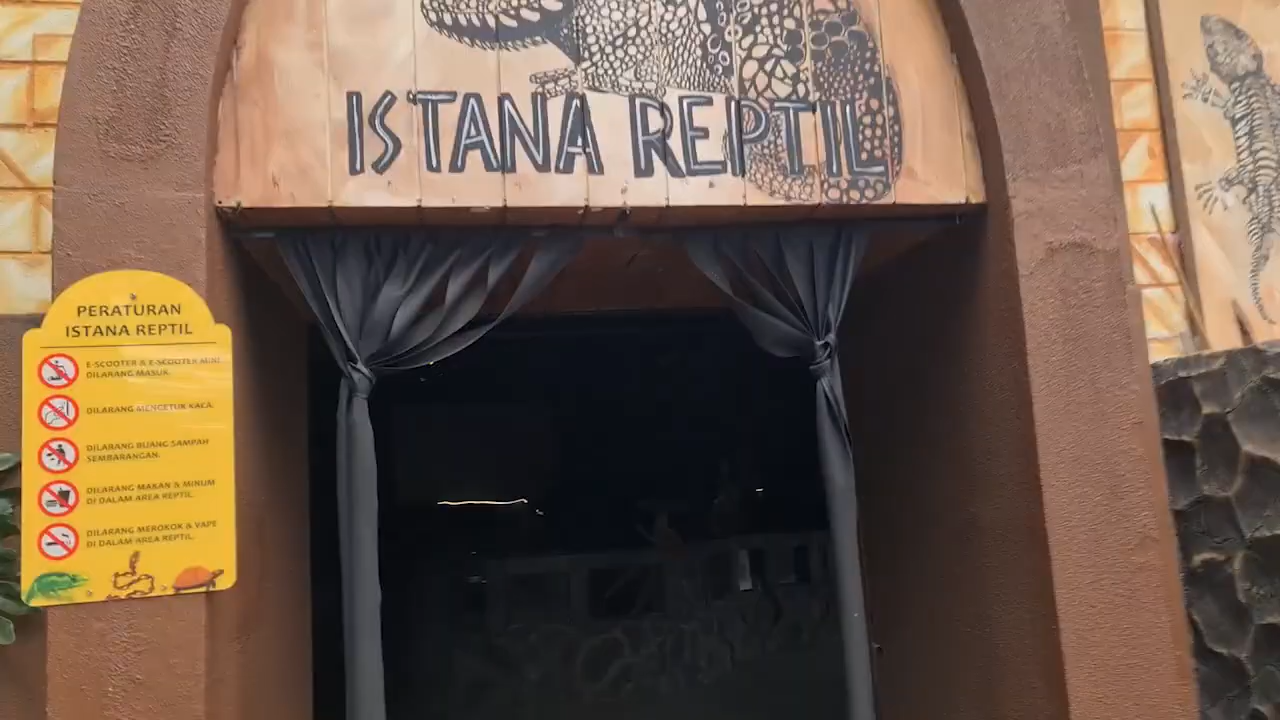 ISTANA REPTIL
PERATURAN
ISTANA REPTIL
E-SCOOTER & E-SCOOTER MINI
DILARANG MASUK.
DILARANG MENGETUK KACA.
DILARANG BUANG SAMPAH
SEMBARANGAN.
DILARANG MAKAN & MINUM
DI DALAM AREA REPTIL.
DILARANG MEROKOK & VAPE
DI DALAM AREA REPTIL.